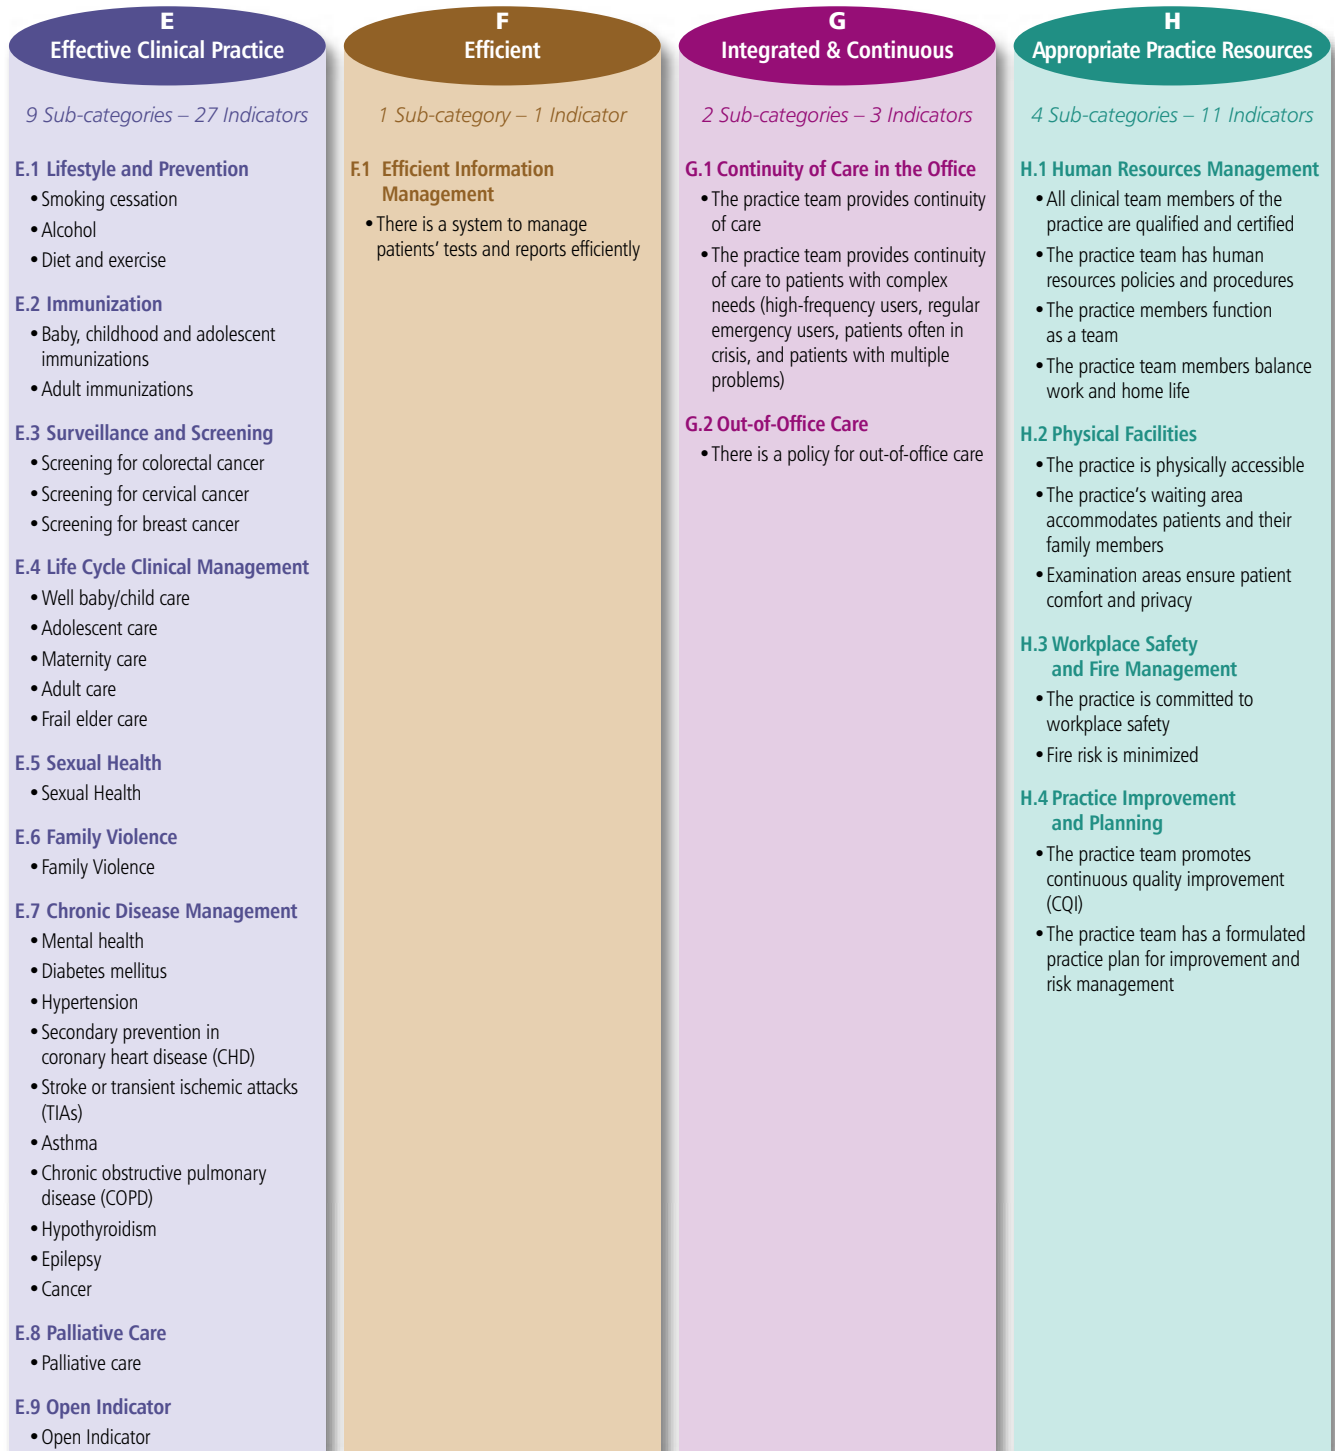 E
Effective Clinical Practice
9 Sub-categories – 27 Indicators
E.1 Lifestyle and Prevention
• Smoking cessation
• Alcohol
• Diet and exercise
E.2 Immunization
• Baby, childhood and adolescent
immunizations
• Adult immunizations
E.3 Surveillance and Screening
• Screening for colorectal cancer
• Screening for cervical cancer
• Screening for breast cancer
E.4 Life Cycle Clinical Management
• Well baby/child care
• Adolescent care
• Maternity care
• Adult care
• Frail elder care
E.5 Sexual Health
• Sexual Health
E.6 Family Violence
• Family Violence
E.7 Chronic Disease Management
• Mental health
• Diabetes mellitus
• Hypertension
• Secondary prevention in
coronary heart disease (CHD)
• Stroke or transient ischemic attacks
(TIAs)
• Asthma
• Chronic obstructive pulmonary
disease (COPD)
• Hypothyroidism
• Epilepsy
• Cancer
E.8 Palliative Care
• Palliative care
E.9 Open Indicator
• Open Indicator
F
Efficient
1 Sub-category – 1 Indicator
F.1 Efficient Information
Management
• There is a system to manage
patients’ tests and reports efficiently
G
Integrated & Continuous
2 Sub-categories – 3 Indicators
G.1 Continuity of Care in the Office
• The practice team provides continuity
of care
• The practice team provides continuity
of care to patients with complex
needs (high-frequency users, regular
emergency users, patients often in
crisis, and patients with multiple
problems)
G.2 Out-of-Office Care
• There is a policy for out-of-office care
H
Appropriate Practice Resources
4 Sub-categories – 11 Indicators
H.1 Human Resources Management
• All clinical team members of the
practice are qualified and certified
• The practice team has human
resources policies and procedures
• The practice members function
as a team
• The practice team members balance
work and home life
H.2 Physical Facilities
• The practice is physically accessible
• The practice’s waiting area
accommodates patients and their
family members
• Examination areas ensure patient
comfort and privacy
H.3 Workplace Safety
and Fire Management
• The practice is committed to
workplace safety
• Fire risk is minimized
H.4 Practice Improvement
and Planning
• The practice team promotes
continuous quality improvement
(CQI)
• The practice team has a formulated
practice plan for improvement and
risk management